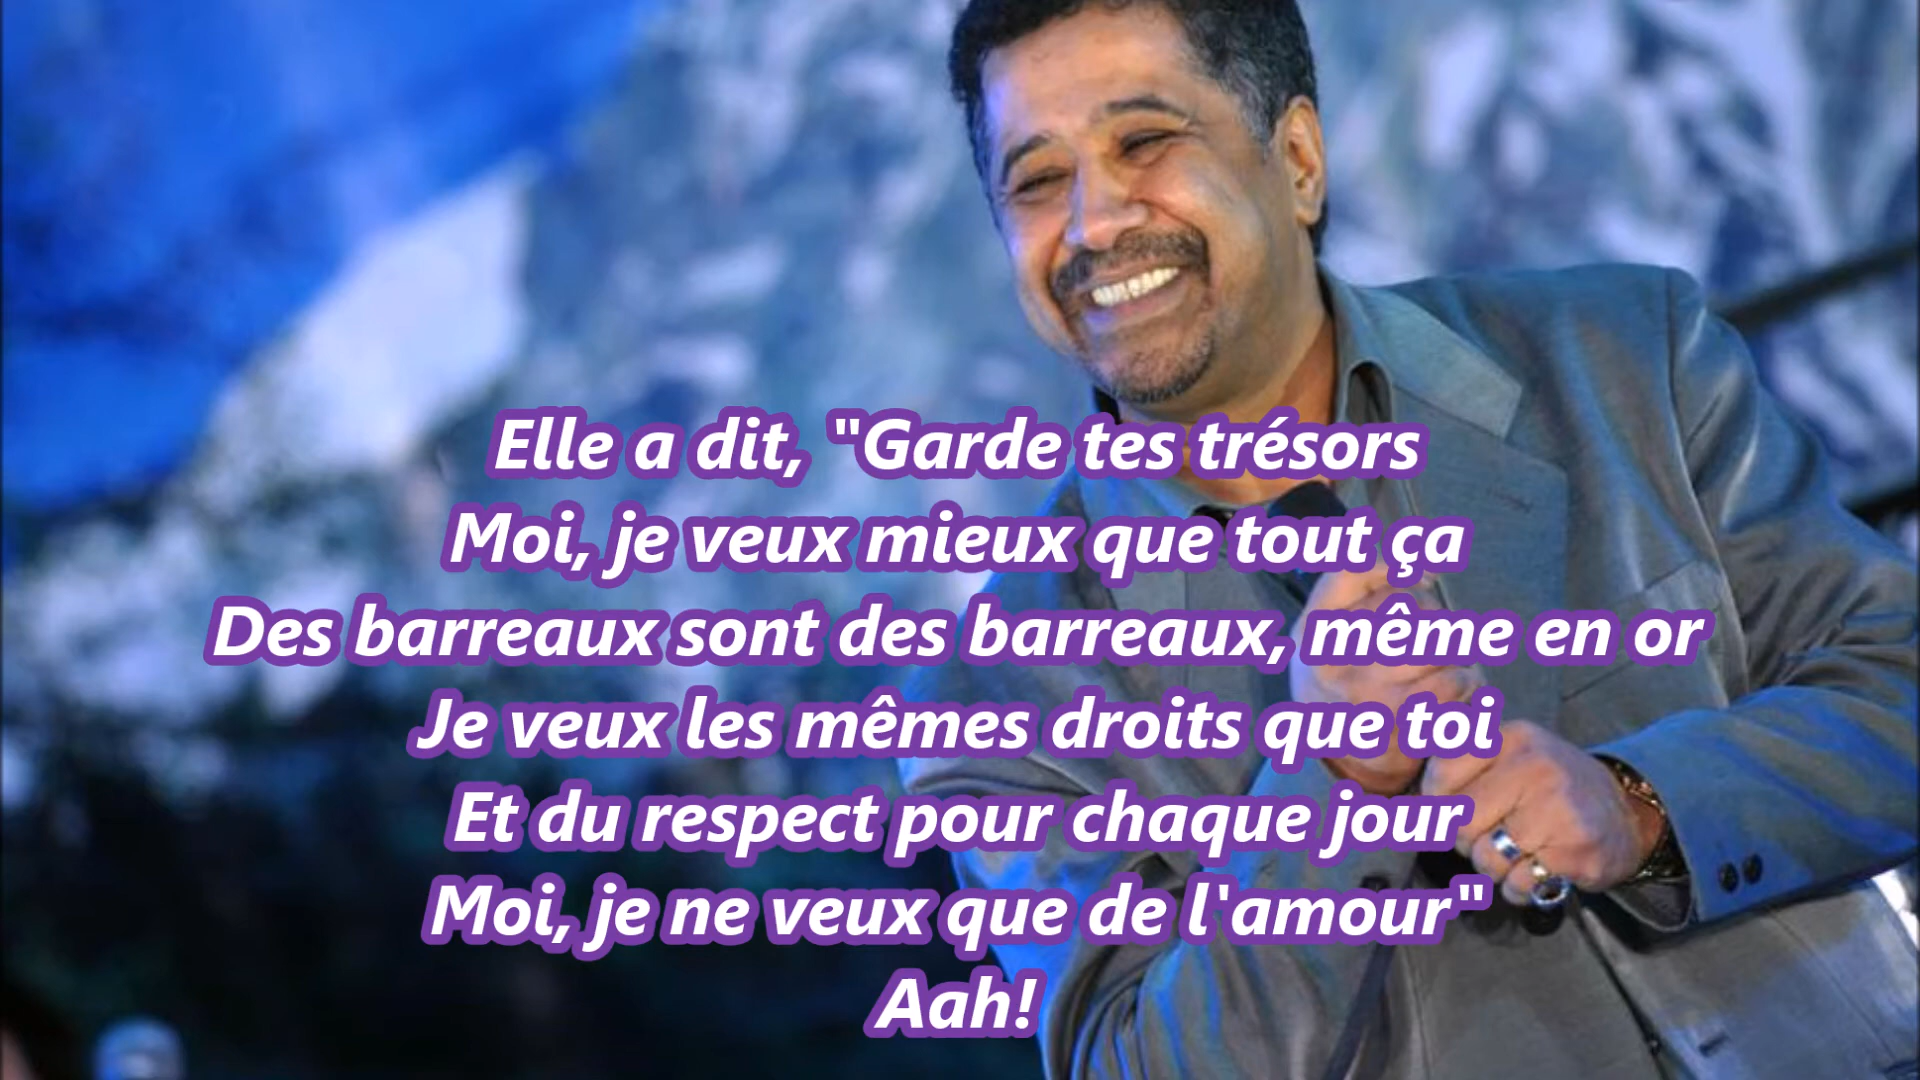 Elle a dit, "Garde tes trésors
Moi, je veux mieux que tout ça
Des barreaux sont des barreaux, même en or
Je veux les mêmes droits que toi
Et du respect pour chaque jour
Moi, je ne veux que de l'amour"
Aah!